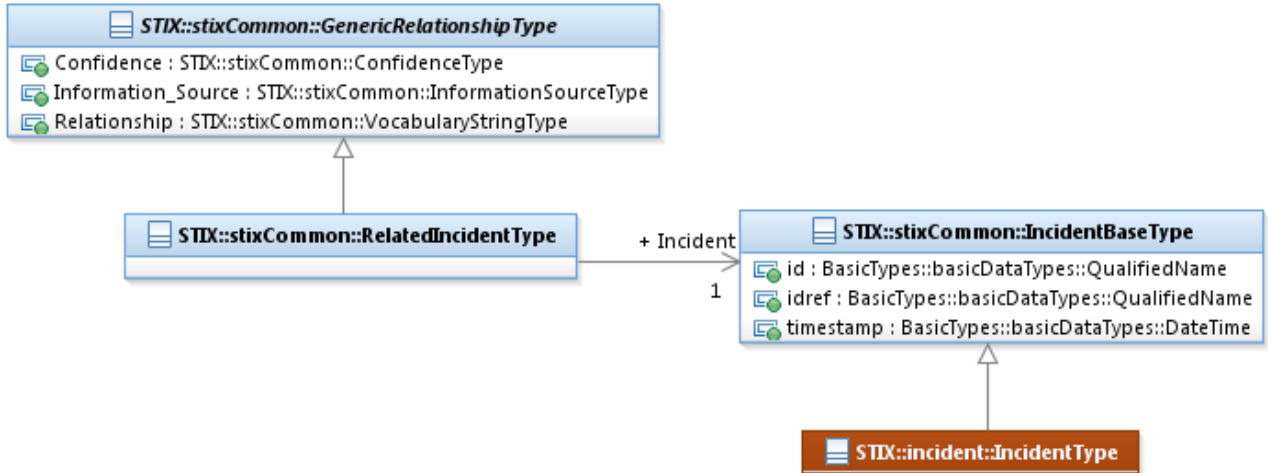 STIX::stixCommon::GenericRelationshipType
Confidence : STIX::stixCommon::ConfidenceType
Information_Source : STIX::stixCommon::InformationSourceType
Relationship : STIX::stixCommon::VocabularyStringType
STIX::stixCommon::RelatedIncidentType
+ Incident
1
STIX::stixCommon::IncidentBaseType
id : BasicTypes::basicDataTypes::QualifiedName
idref : BasicTypes::basicDataTypes::QualifiedName
timestamp : BasicTypes::basicDataTypes::DateTime
STIX::incident::IncidentType